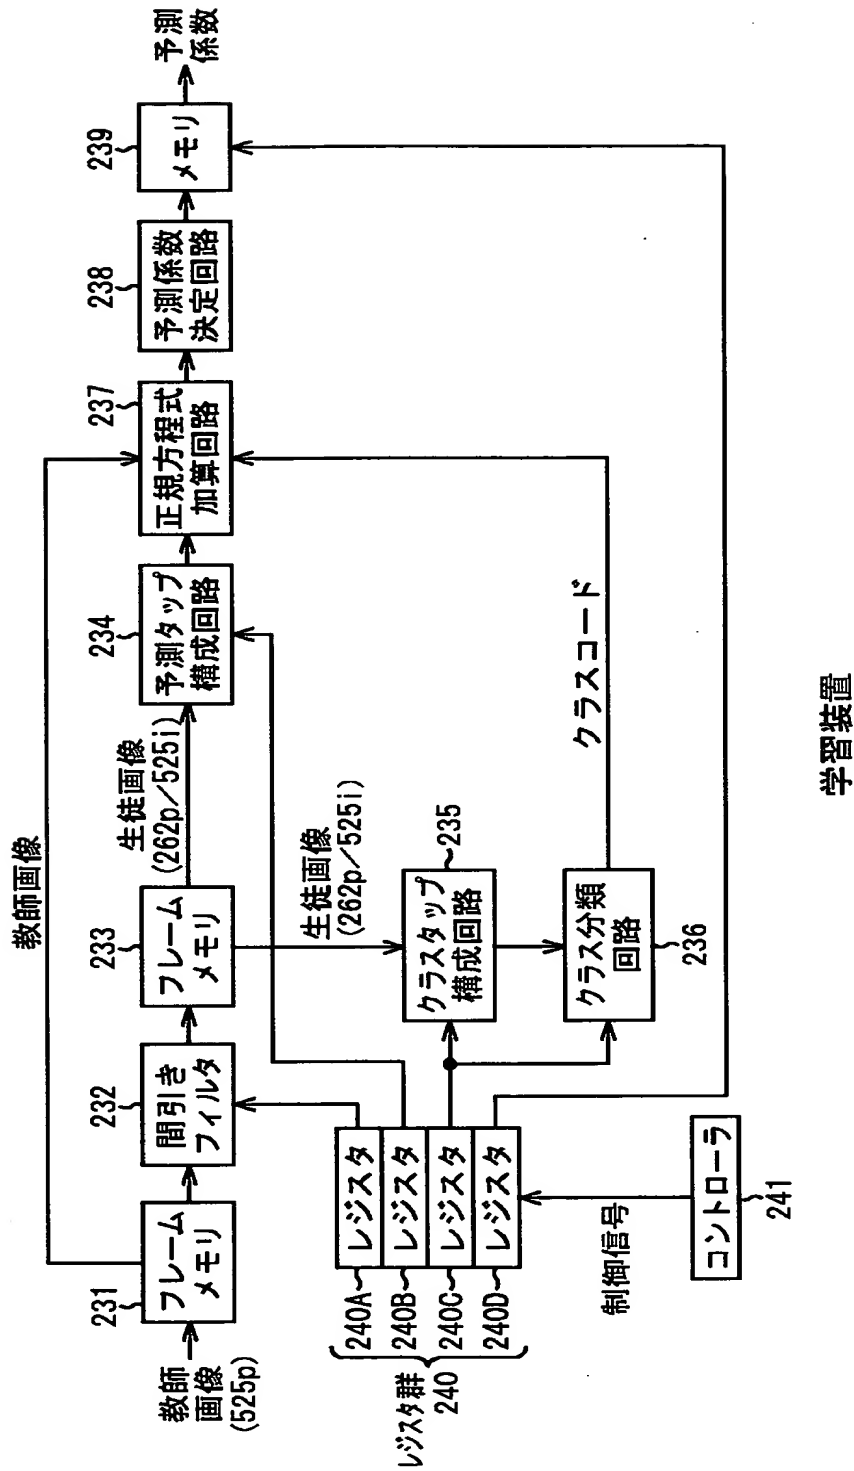 教師画像
教師
画像
(525p)
231
フレーム
メモリ
232
間引き
フィルタ
233
フレーム
メモリ
生徒画像
(262p/525i)
234
予測タップ
構成回路
237
正規方程式
加算回路
238
予測係数
決定回路
239
メモリ
予測
係数
生徒画像
(262p/525i)
235
クラスタップ
構成回路
クラス分類
回路
236
クラスコード
レジスタ群
240
240A
レジスタ
240B
レジスタ
240C
レジスタ
240D
レジスタ
制御信号
コントローラ
241
学習装置